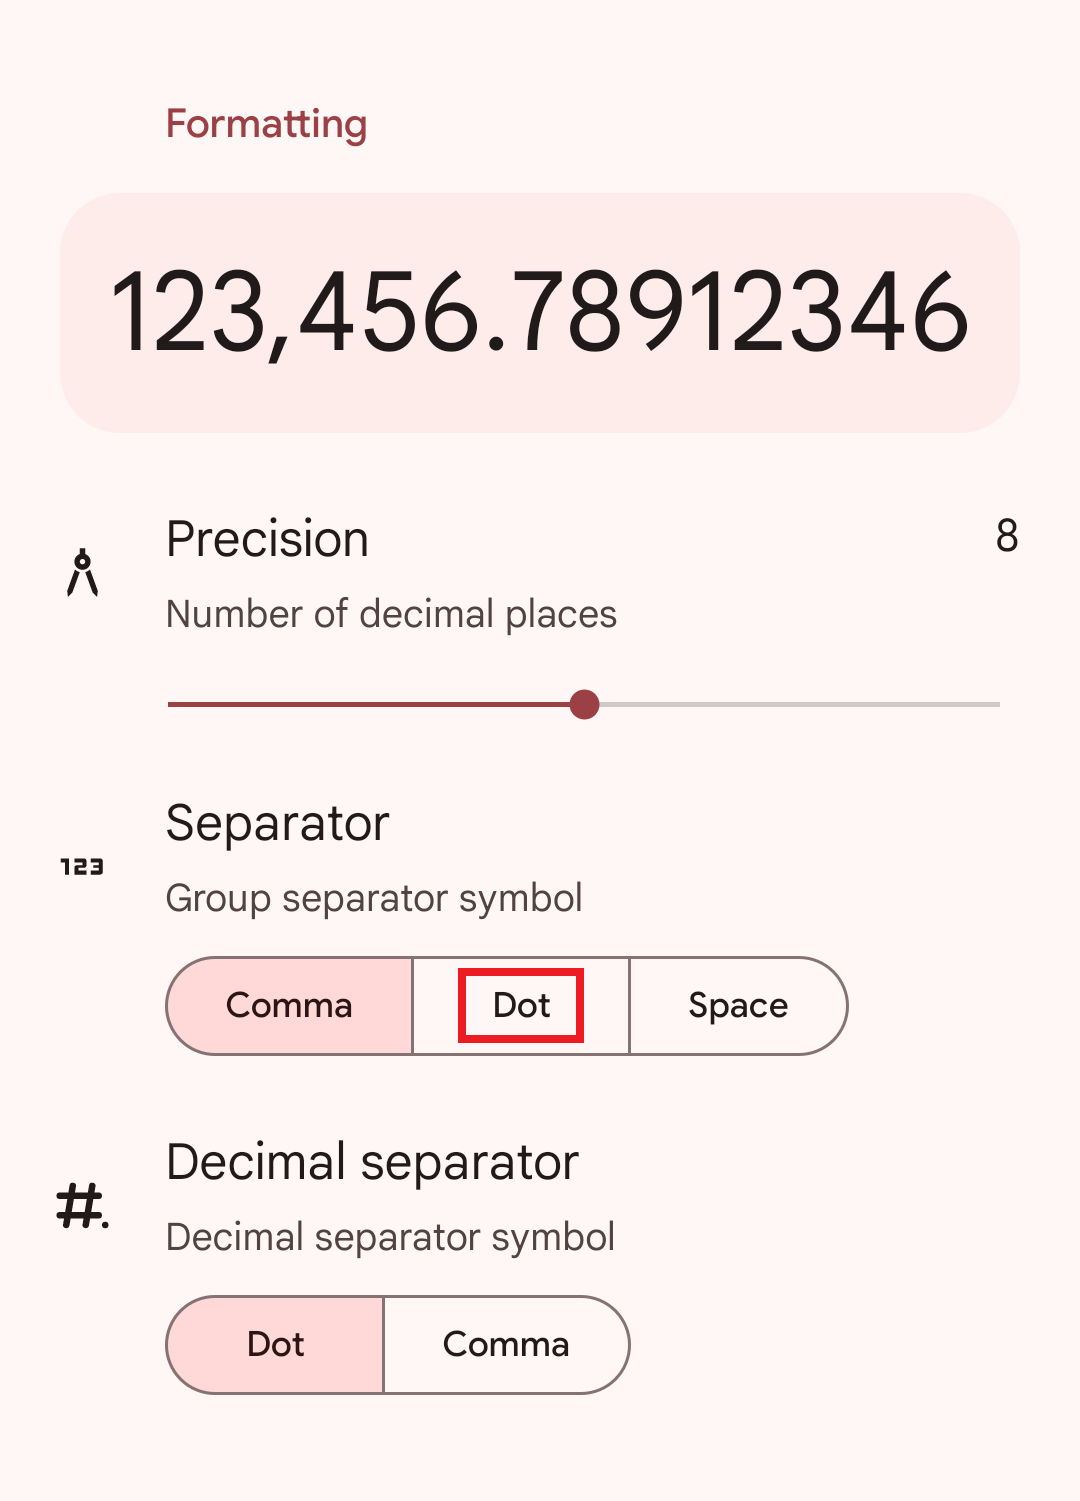 Formatting
123,456.78912346
Precision
8
Number of decimal places
Separator
123
Group separator symbol
Comma
Dot
Space
Decimal separator
#.
Decimal separator symbol
Dot
Comma